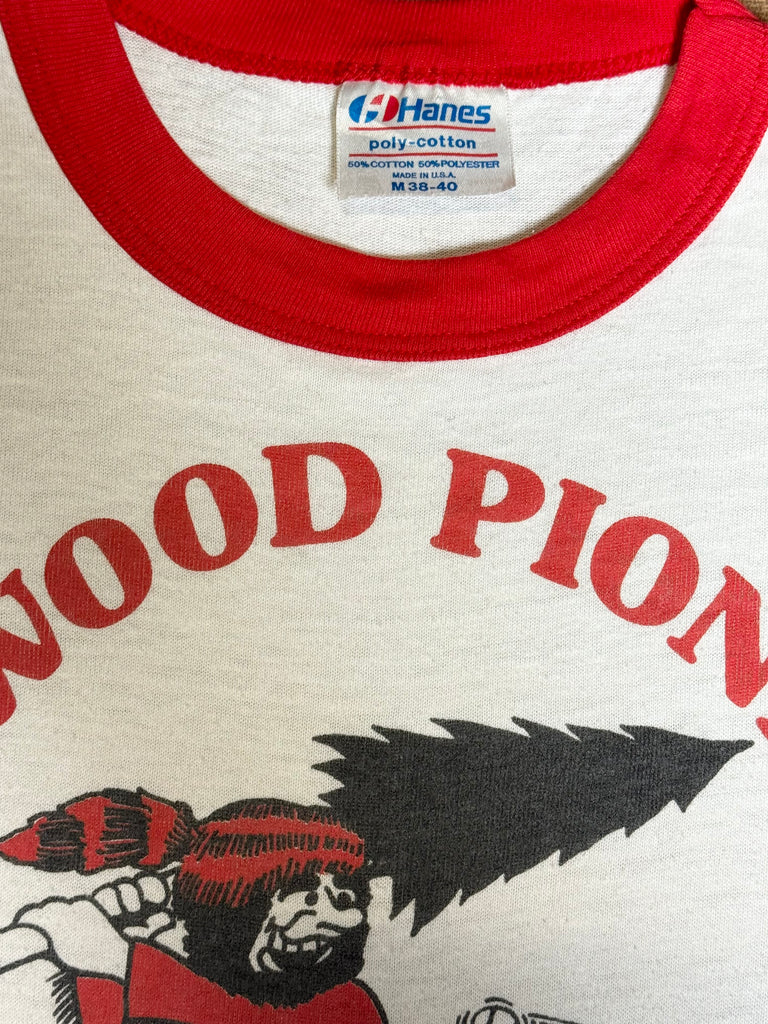 Hanes
poly-cotton
50% COTTON 50% POLYESTER
MADE IN U.S.A.
M 38-40
WOOD PION